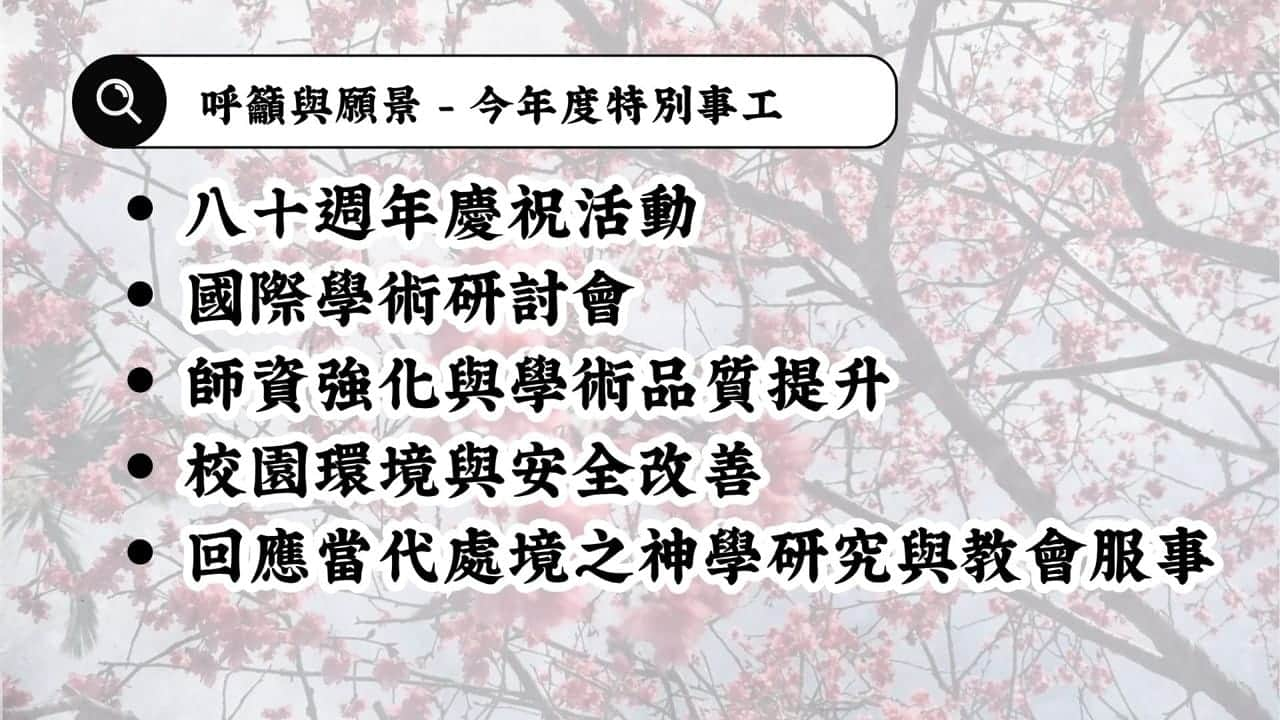 呼籲與願景 - 今年度特別事工
• 八十週年慶祝活動
• 國際學術研討會
• 師資強化與學術品質提升
• 校園環境與安全改善
• 回應當代處境之神學研究與教會服事